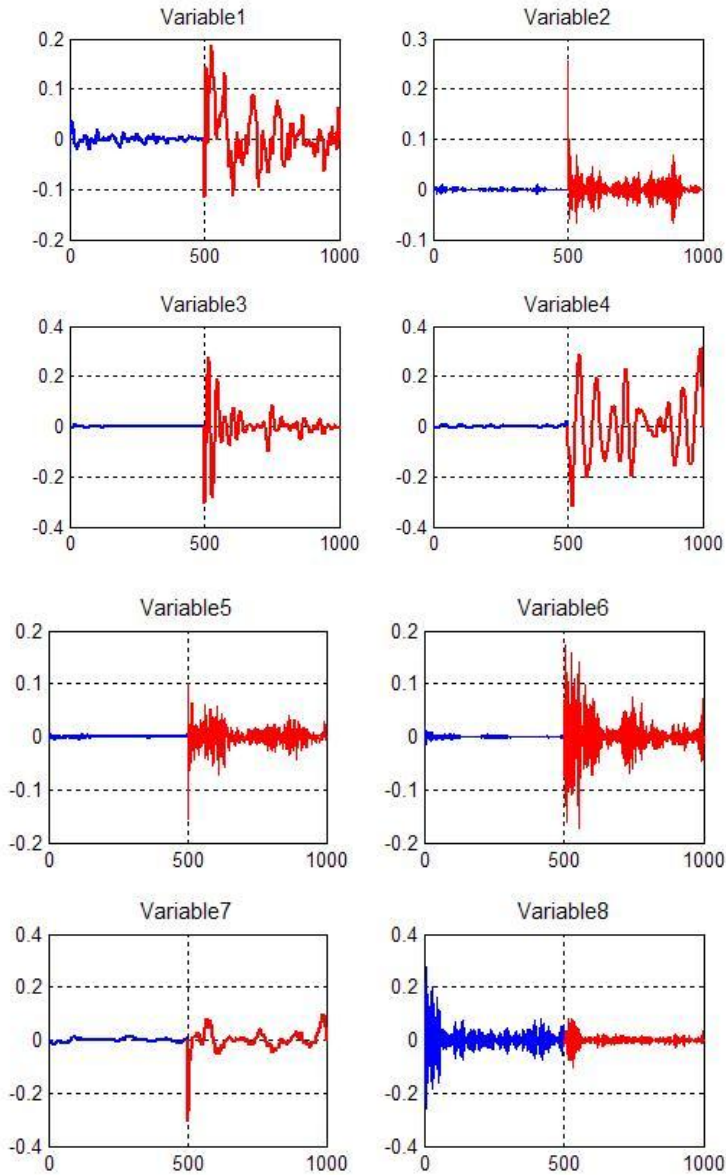 Variable1 Variable2
0.2 0.3
0.1 0.2
0 0.1
-0.1 0
-0.2 -0.1
0 500 1000 0 500 1000
Variable3 Variable4
0.4 0.4
0.2 0.2
0 0
-0.2 -0.2
-0.4 -0.4
0 500 1000 0 500 1000
Variable5 Variable6
0.2 0.2
0.1 0.1
0 0
-0.1 -0.1
-0.2 -0.2
0 500 1000 0 500 1000
Variable7 Variable8
0.4 0.4
0.2 0.2
0 0
-0.2 -0.2
-0.4 -0.4
0 500 1000 0 500 1000